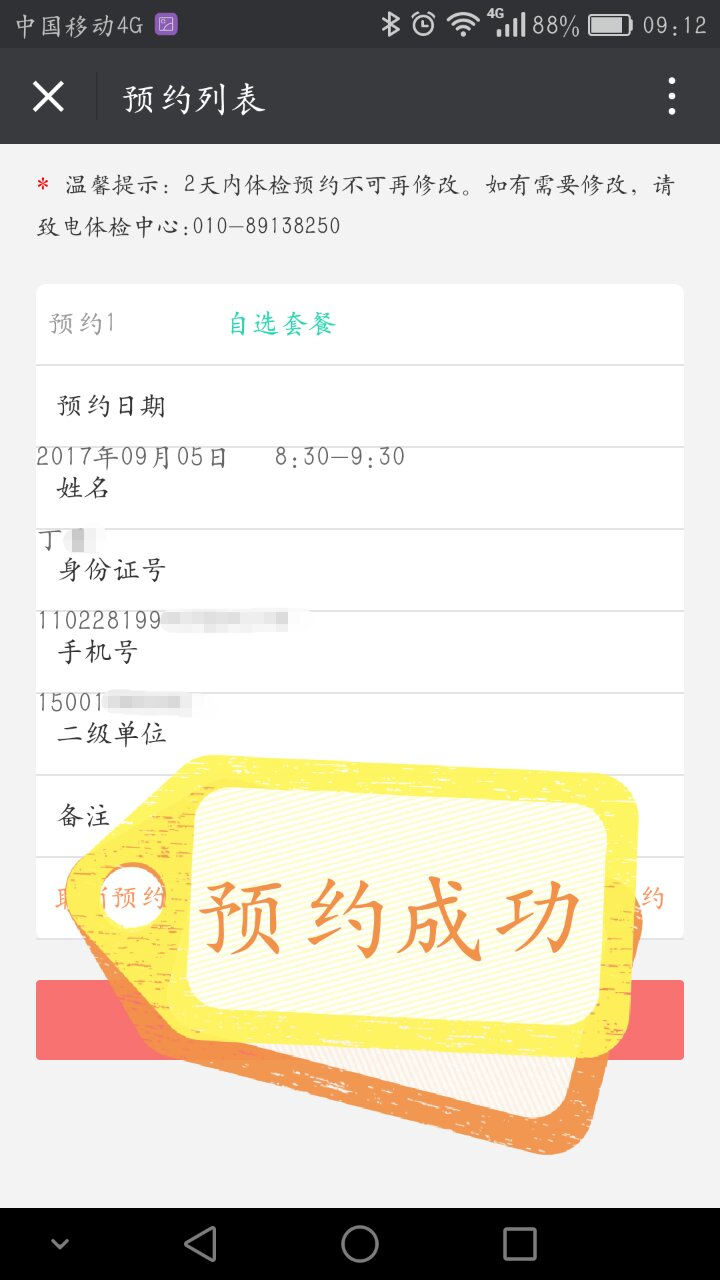 中国移动4G
4G 88% 09:12
预约列表
* 温馨提示：2天内体检预约不可再修改。如有需要修改，请
致电体检中心:010-89138250
预约1 自选套餐
预约日期
2017年09月05日 8:30-9:30
姓名
丁
身份证号
110228199
手机号
15001
二级单位
备注
预约 约
预约成功